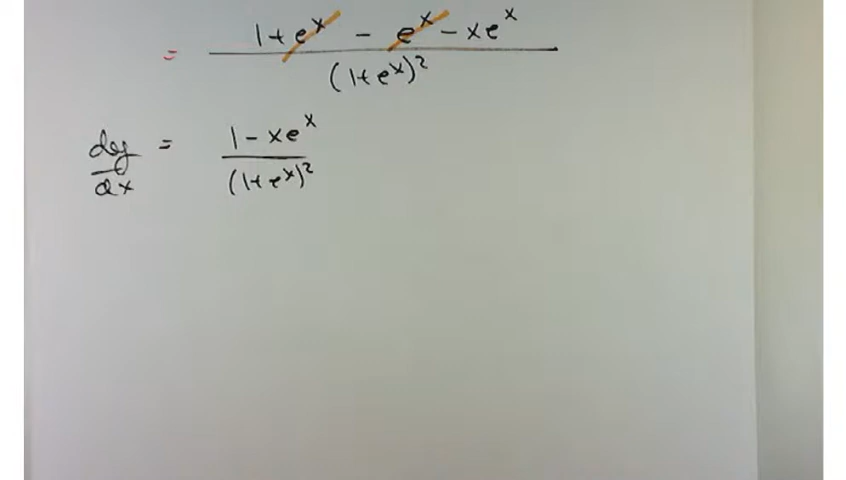 = 1 + e^x - e^x - xe^x
(1+e^x)^2
dy/dx = 1 - xe^x
(1+e^x)^2